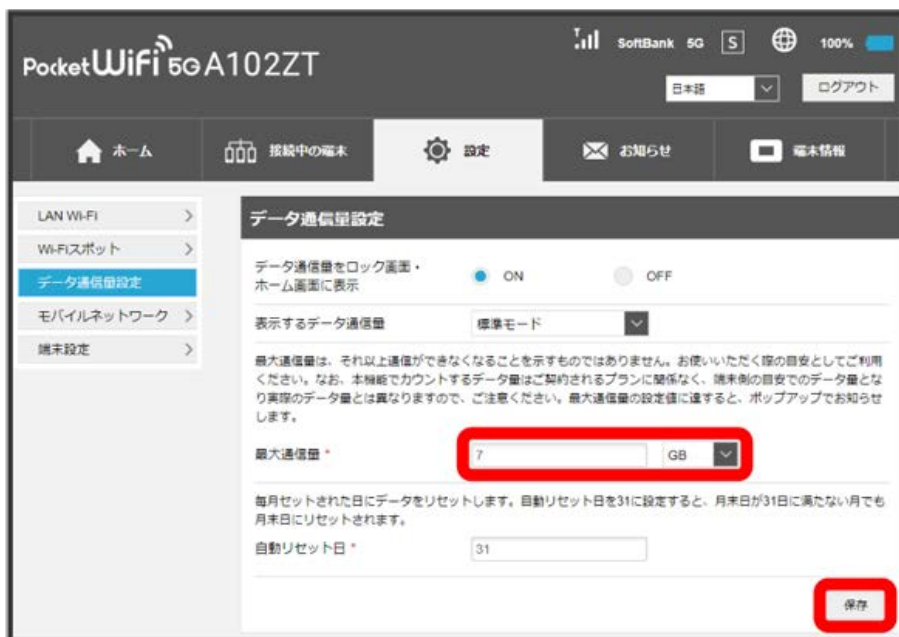 Pocket WiFi 5G A102ZT
SoftBank 5G S 100%
日本語 ログアウト
ホーム 接続中の端末 設定 お知らせ 端末情報
LAN Wi-Fi
Wi-Fiスポット
データ通信量設定
モバイルネットワーク
端末設定
データ通信量設定
データ通信量をロック画面・
ホーム画面に表示
ON OFF
表示するデータ通信量 標準モード
最大通信量は、それ以上通信ができなくなることを示すものではありません。お使いいただく際の目安としてご利用
ください。なお、本機能でカウントするデータ量はご契約されるプランに関係なく、端末側の目安でのデータ量とな
り実際のデータ量とは異なりますので、ご注意ください。最大通信量の設定値に達すると、ポップアップでお知らせ
します。
最大通信量 * 7 GB
毎月セットされた日にデータをリセットします。自動リセット日を31に設定すると、月末日が31日に満たない月でも
月末日にリセットされます。
自動リセット日 * 31
保存